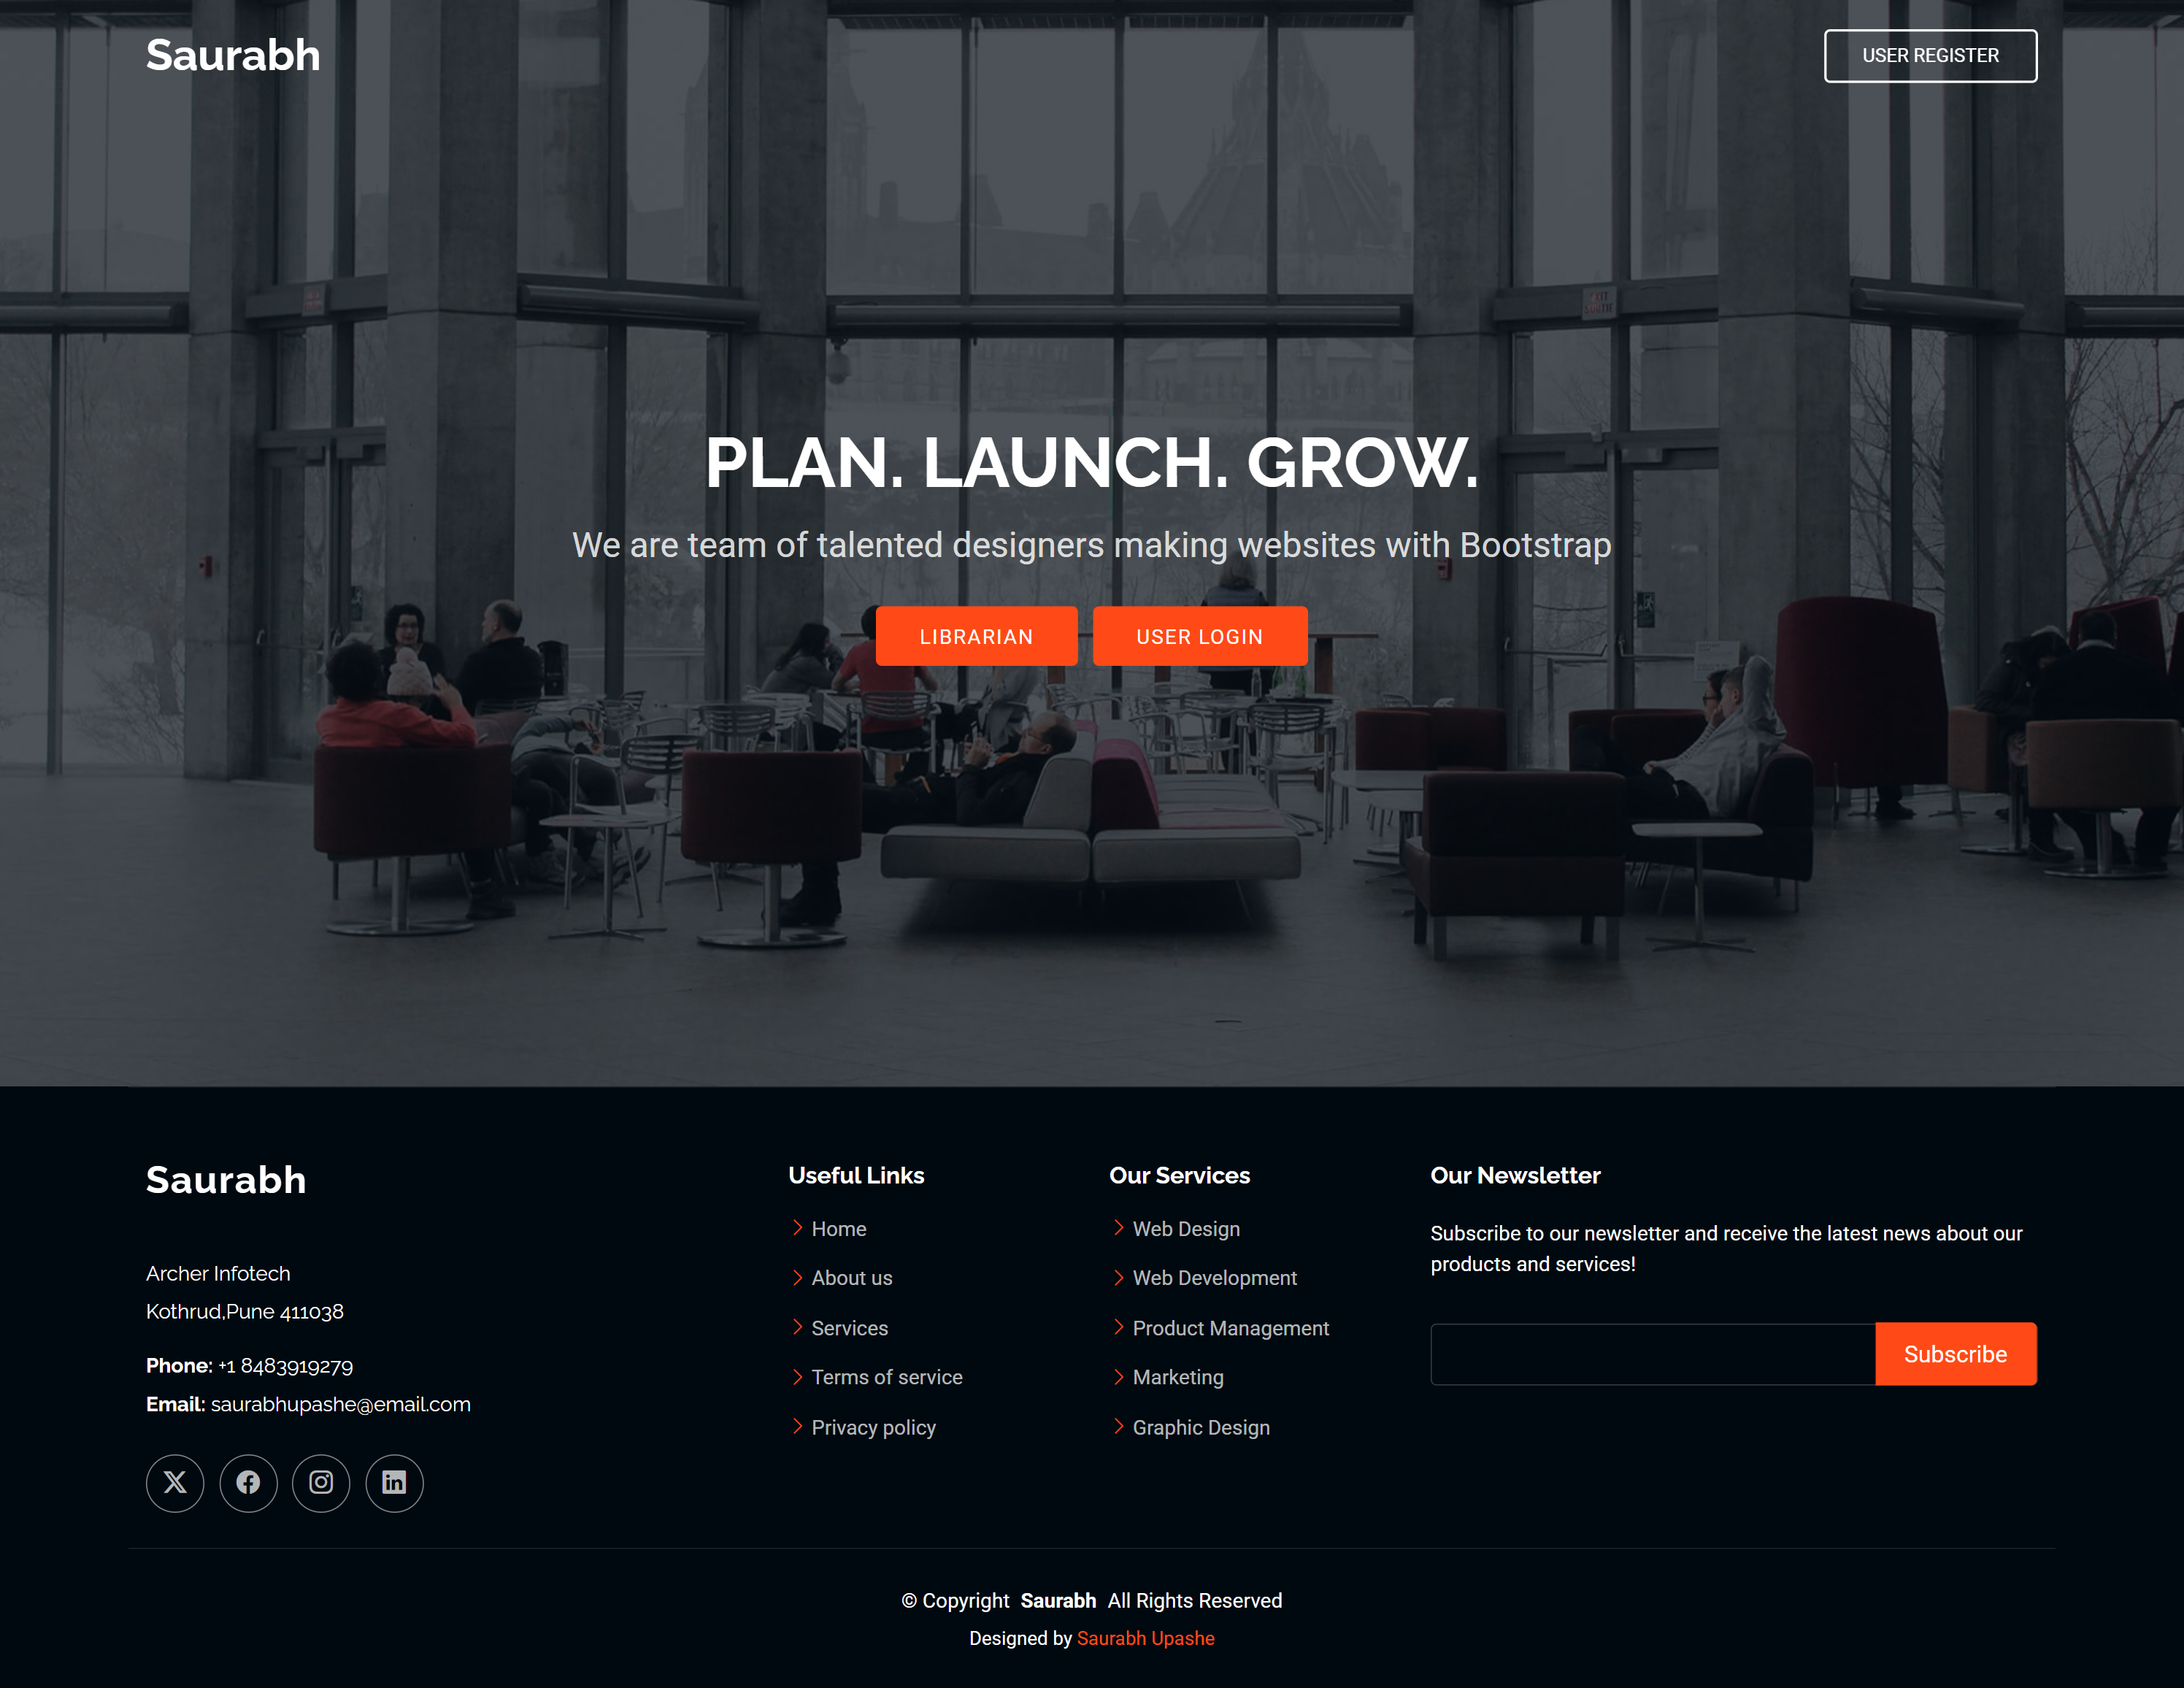 Saurabh
USER REGISTER
EXIT
PLAN. LAUNCH. GROW.
We are team of talented designers making websites with Bootstrap
LIBRARIAN
USER LOGIN
Saurabh
Archer Infotech
Kothrud,Pune 411038
Phone: +1 8483919279
Email: saurabhupashe@email.com
Useful Links
Home
About us
Services
Terms of service
Privacy policy
Our Services
Web Design
Web Development
Product Management
Marketing
Graphic Design
Our Newsletter
Subscribe to our newsletter and receive the latest news about our
products and services!
Subscribe
© Copyright Saurabh All Rights Reserved
Designed by Saurabh Upashe